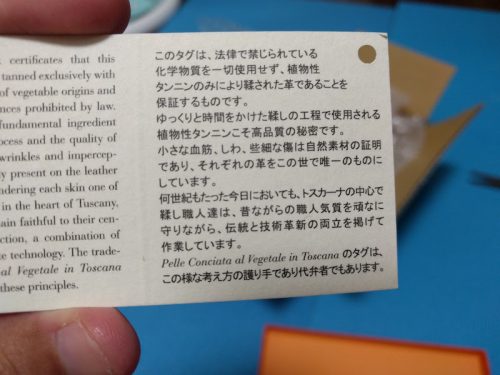 certificates that this
tanned exclusively with
of vegetable origins and
nces prohibited by law.
fundamental ingredient
ocess and the quality of
wrinkles and impercep-
ly present on the leather
ndering each skin one of
in the heart of Tuscany,
ain faithful to their cen-
ction, a combination of
te technology. The trade-
al Vegetale in Toscana
these principles.
このタグは、法律で禁じられている
化学物質を一切使用せず、植物性
タンニンのみにより鞣された革であることを
保証するものです。
ゆっくりと時間をかけた鞣しの工程で使用される
植物性タンニンこそ高品質の秘密です。
小さな血筋、しわ、些細な傷は自然素材の証明
であり、それぞれの革をこの世で唯一のものに
しています。
何世紀もたった今日においても、トスカーナの中心で
鞣し職人達は、昔ながらの職人気質を頑なに
守りながら、伝統と技術革新の両立を掲げて
作業しています。
Pelle Conciata al Vegetale in Toscana のタグは、
この様な考え方の護り手であり代弁者でもあります。